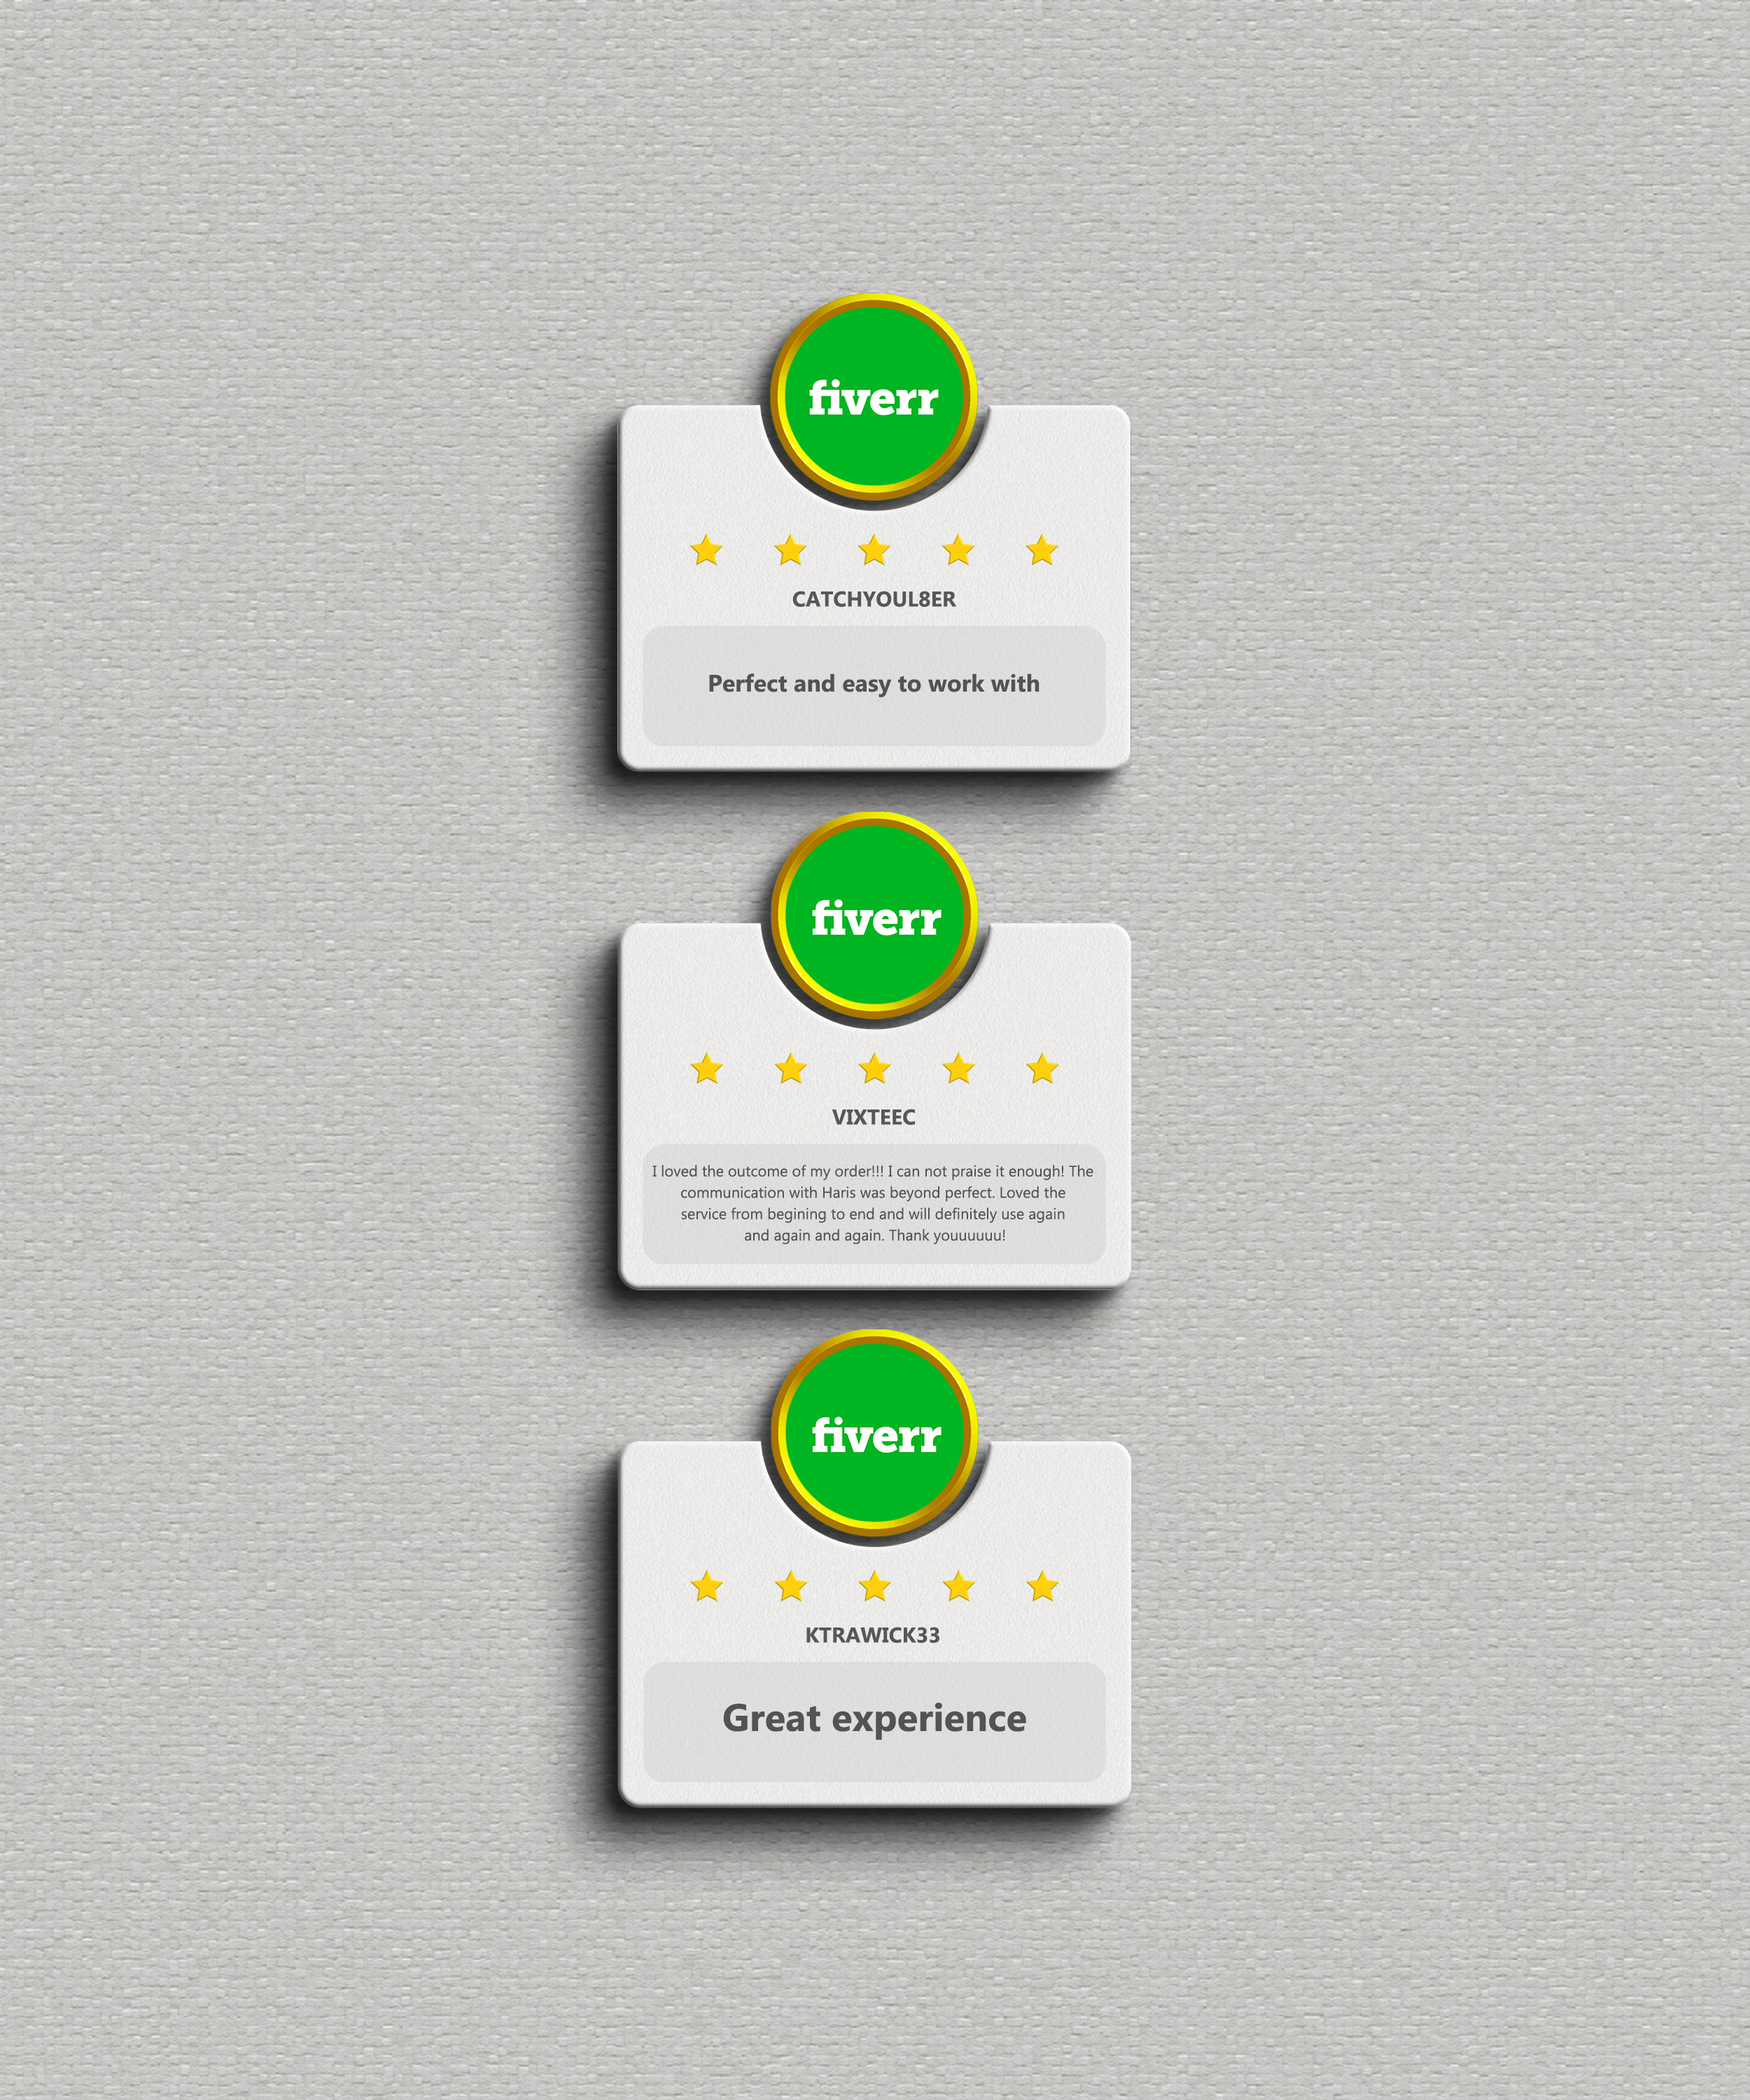 fiverr
CATCHYOUL8ER
Perfect and easy to work with
fiverr
VIXTEEC
I loved the outcome of my order!!! I can not praise it enough! The
communication with Haris was beyond perfect. Loved the
service from begining to end and will definitely use again
and again and again. Thank youuuuuu!
fiverr
KTRAWICK33
Great experience